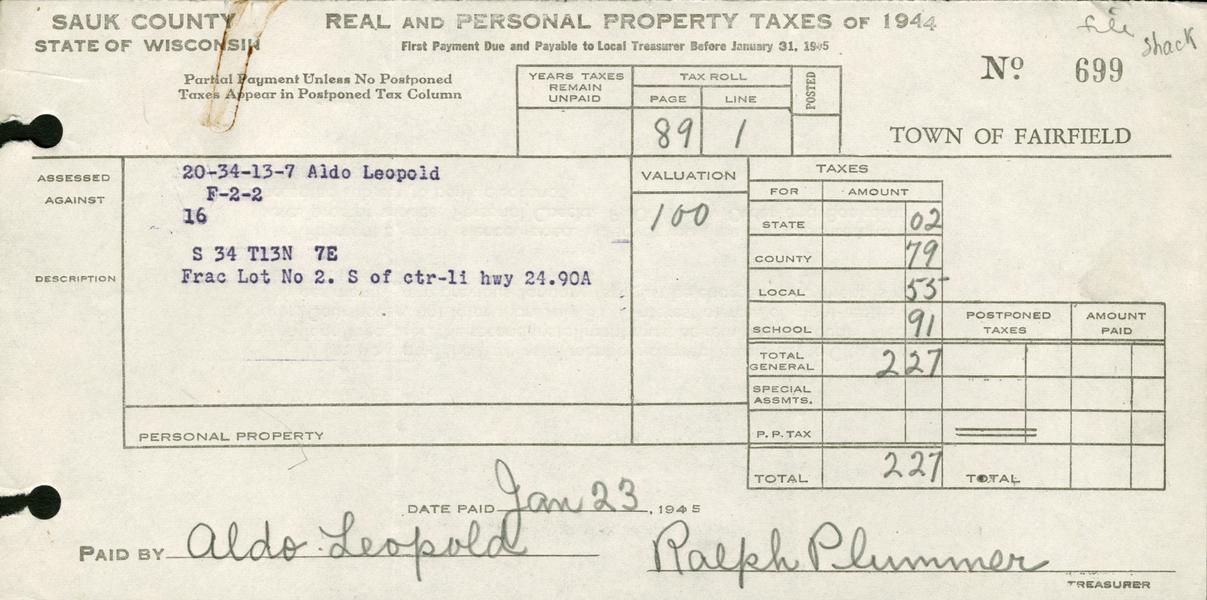 SAUK COUNTY
STATE OF WISCONSIN
REAL AND PERSONAL PROPERTY TAXES OF 1944
First Payment Due and Payable to Local Treasurer Before January 31, 1945
file
shack
Partial Payment Unless No Postponed
Taxes Appear in Postponed Tax Column
YEARS TAXES
REMAIN
UNPAID
TAX ROLL
PAGE LINE
89 1
POSTED
No 699
TOWN OF FAIRFIELD
ASSESSED
AGAINST
20-34-13-7 Aldo Leopold
F-2-2
16
DESCRIPTION
S 34 T13N 7E
Frac Lot No 2. S of ctr-li hwy 24.90A
VALUATION
100
TAXES
FOR AMOUNT
STATE 02
COUNTY 79
LOCAL 55
SCHOOL 91
POSTPONED
TAXES
AMOUNT
PAID
TOTAL
GENERAL 2 27
SPECIAL
ASSMTS.
P. P. TAX
PERSONAL PROPERTY
TOTAL 2 27 TOTAL
DATE PAID Jan 23, 1945
PAID BY Aldo Leopold
Ralph Plummer
TREASURER